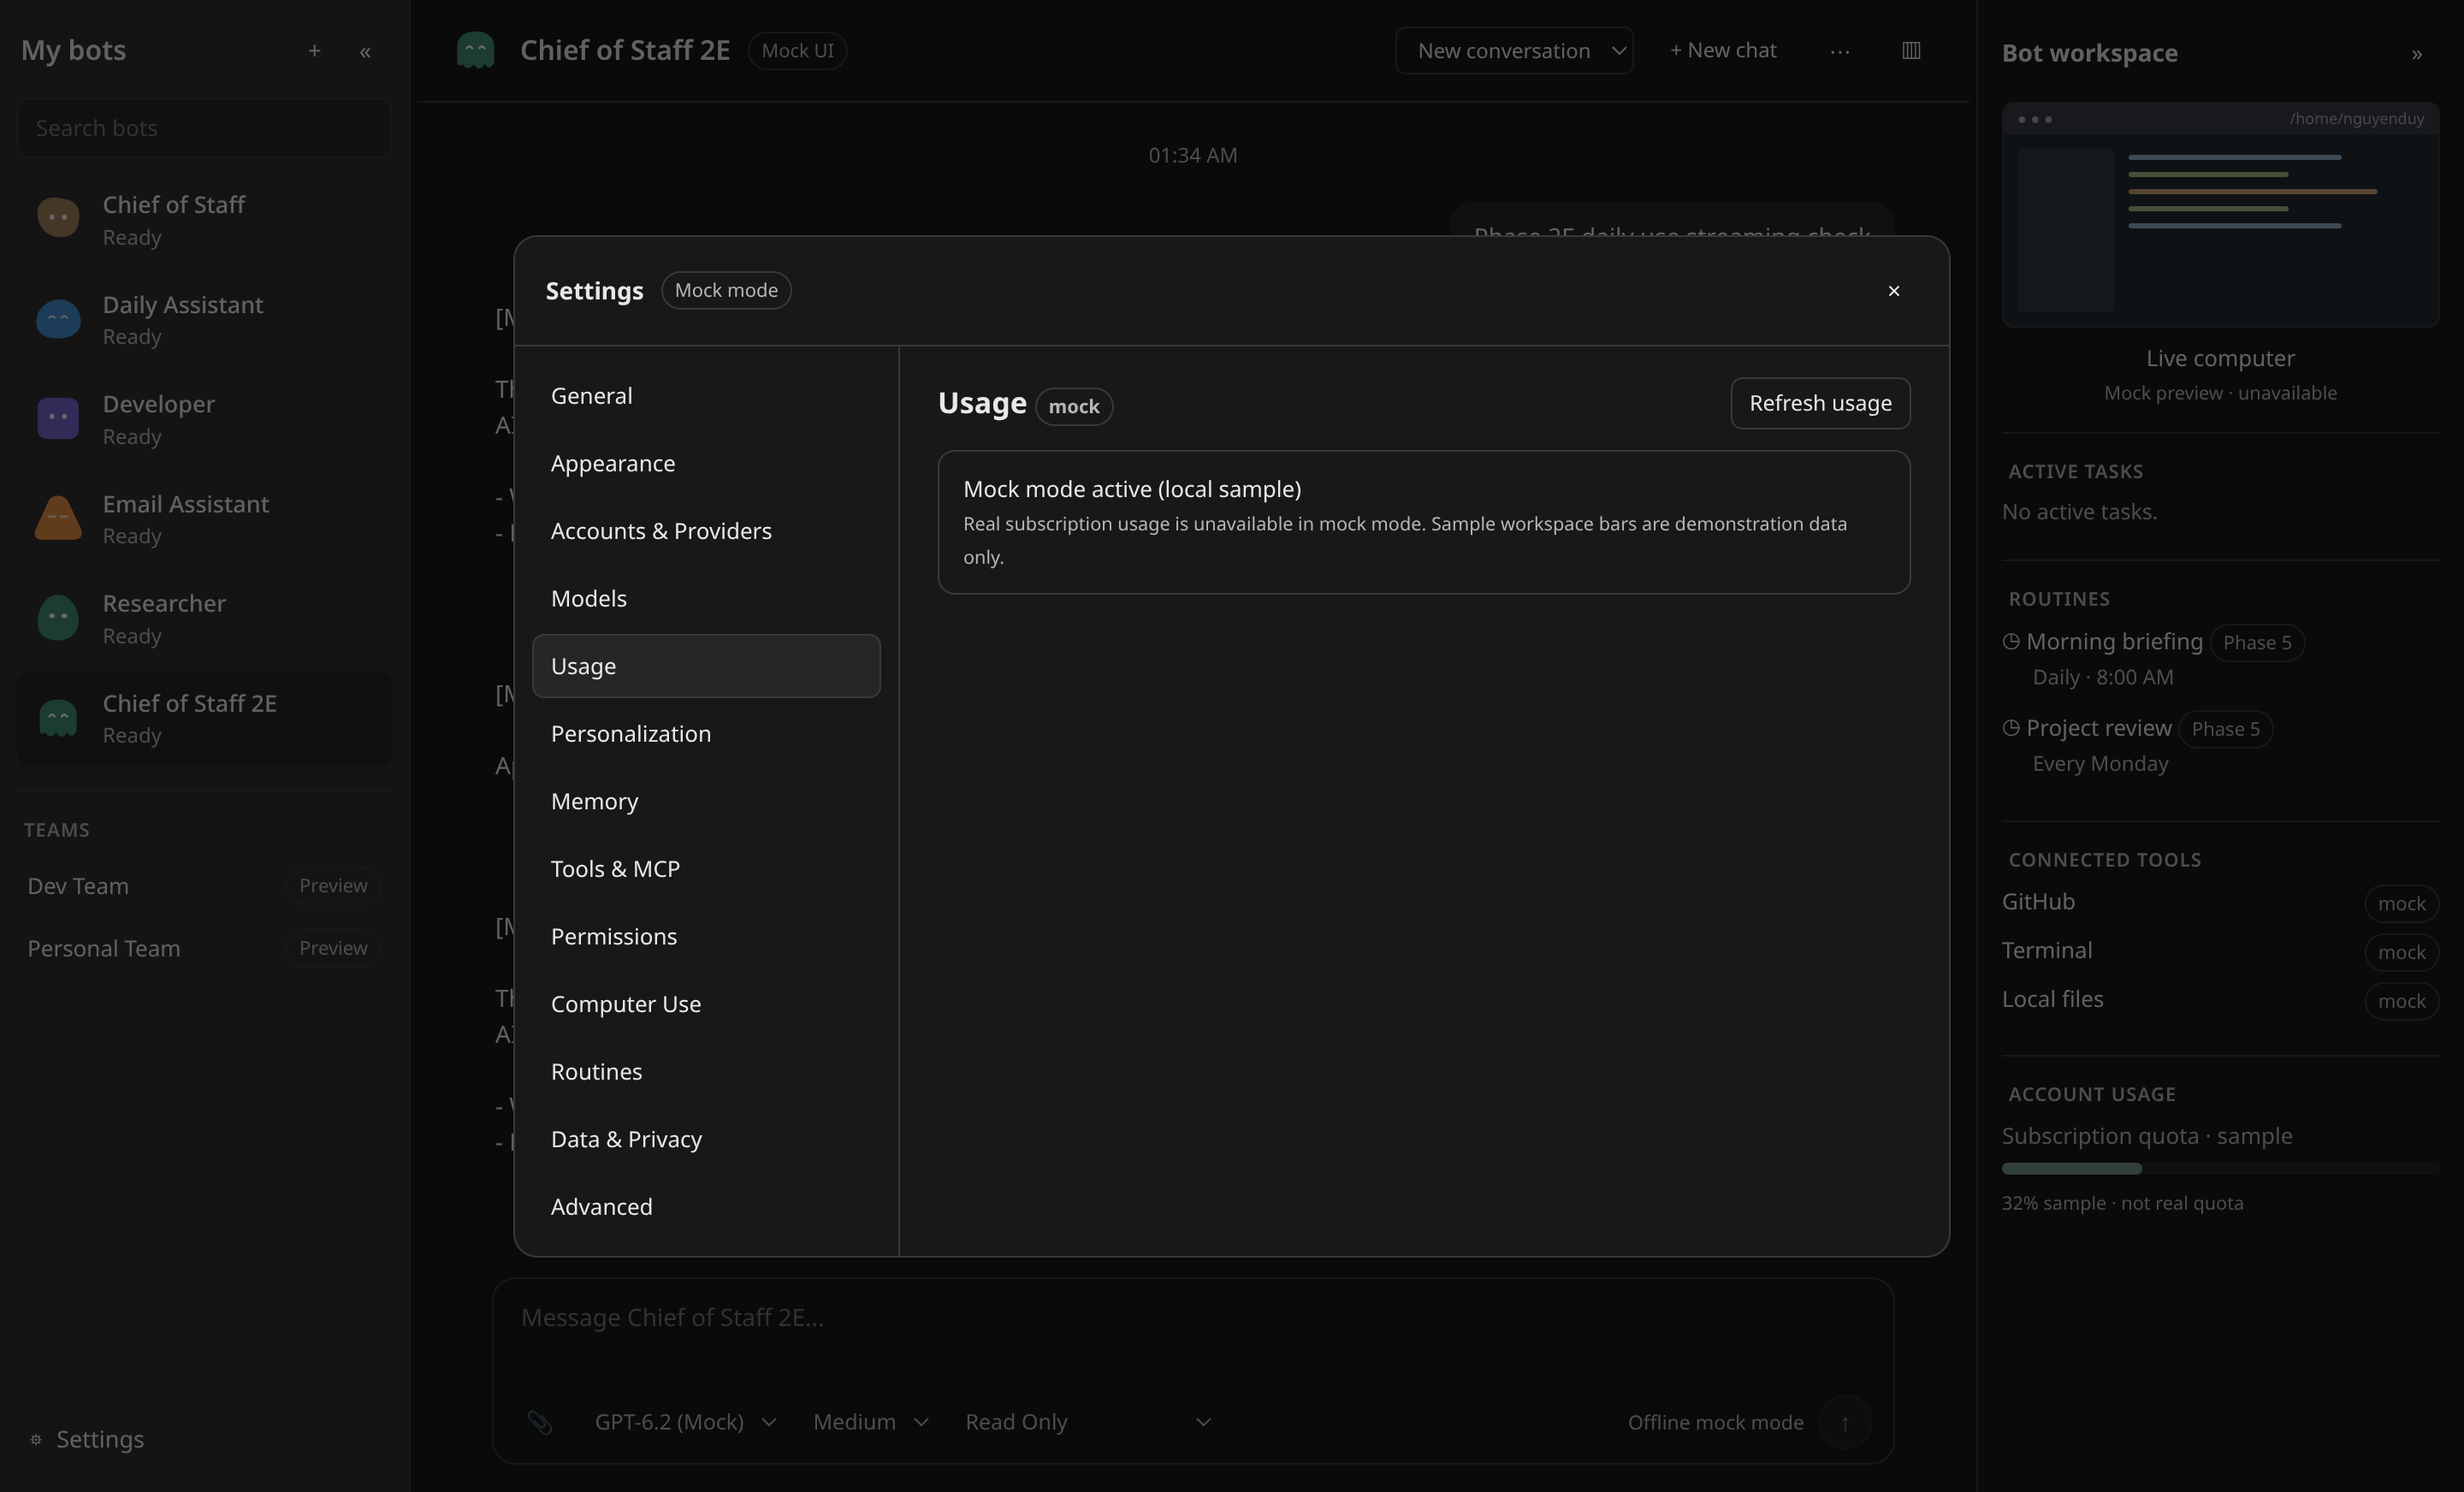 My bots
+
«
Search bots
Chief of Staff
Ready
Daily Assistant
Ready
Developer
Ready
Email Assistant
Ready
Researcher
Ready
Chief of Staff 2E
Ready
TEAMS
Dev Team
Preview
Personal Team
Preview
Settings
Chief of Staff 2E
Mock UI
New conversation
+ New chat
...
01:34 AM
Phase 2E daily use streaming check
Settings
Mock mode
×
General
Appearance
Accounts & Providers
Models
Usage
Personalization
Memory
Tools & MCP
Permissions
Computer Use
Routines
Data & Privacy
Advanced
Usage
mock
Refresh usage
Mock mode active (local sample)
Real subscription usage is unavailable in mock mode. Sample workspace bars are demonstration data
only.
Message Chief of Staff 2E...
GPT-6.2 (Mock)
Medium
Read Only
Offline mock mode
↑
Bot workspace
»
/home/nguyenduy
Live computer
Mock preview · unavailable
ACTIVE TASKS
No active tasks.
ROUTINES
Morning briefing
Phase 5
Daily · 8:00 AM
Project review
Phase 5
Every Monday
CONNECTED TOOLS
GitHub
mock
Terminal
mock
Local files
mock
ACCOUNT USAGE
Subscription quota · sample
32% sample · not real quota